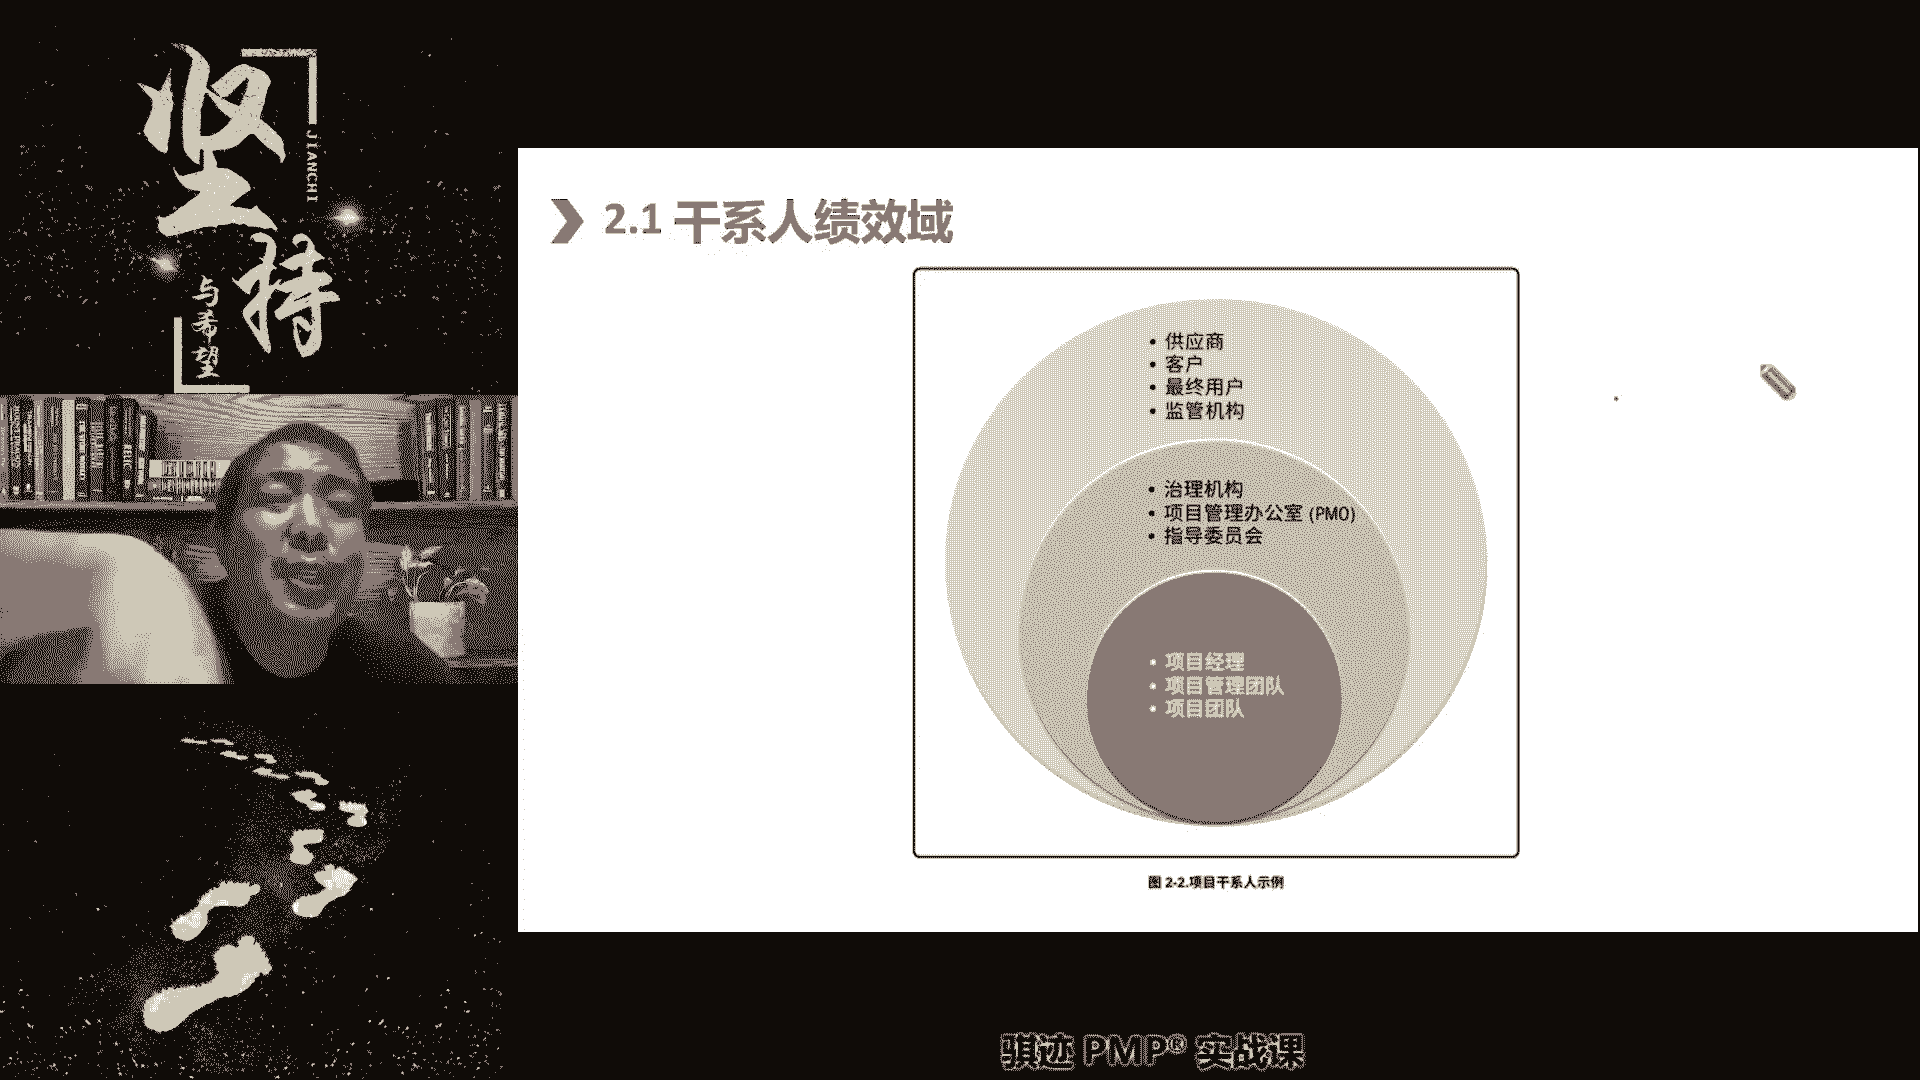 坚持
JIANCHI
与希望
2.1 干系人绩效域
• 供应商
• 客户
• 最终用户
• 监管机构
• 治理机构
• 项目管理办公室 (PMO)
• 指导委员会
• 项目经理
• 项目管理团队
• 项目团队
图 2-2.项目干系人示例
骐迹 PMP® 实战课